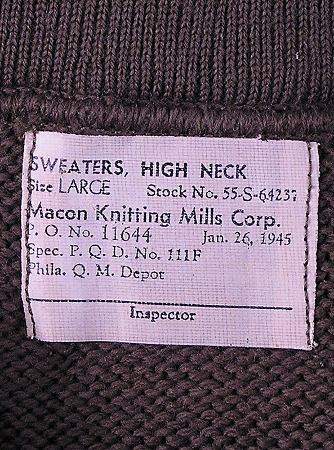 SWEATERS, HIGH NECK
Size LARGE Stock No. 55-S-64237
Macon Knitting Mills Corp.
P. O. No. 11644 Jan. 26, 1945
Spec. P. Q. D. No. 111F
Phila. Q. M. Depot
Inspector